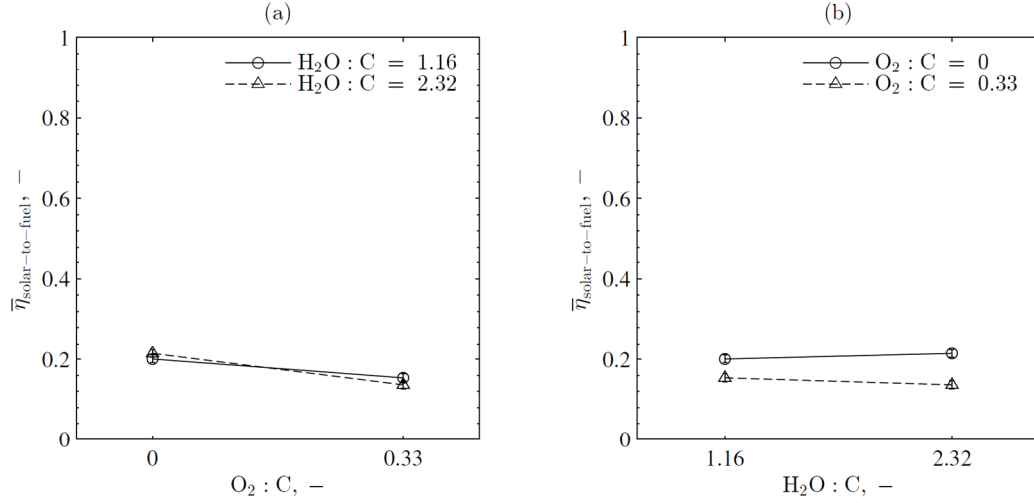 (a)
H₂O : C = 1.16
H₂O : C = 2.32
1
0.8
0.6
0.4
0.2
0
η̅solar−to−fuel, −
0 0.33
O₂ : C, −
(b)
O₂ : C = 0
O₂ : C = 0.33
1
0.8
0.6
0.4
0.2
0
η̅solar−to−fuel, −
1.16 2.32
H₂O : C, −